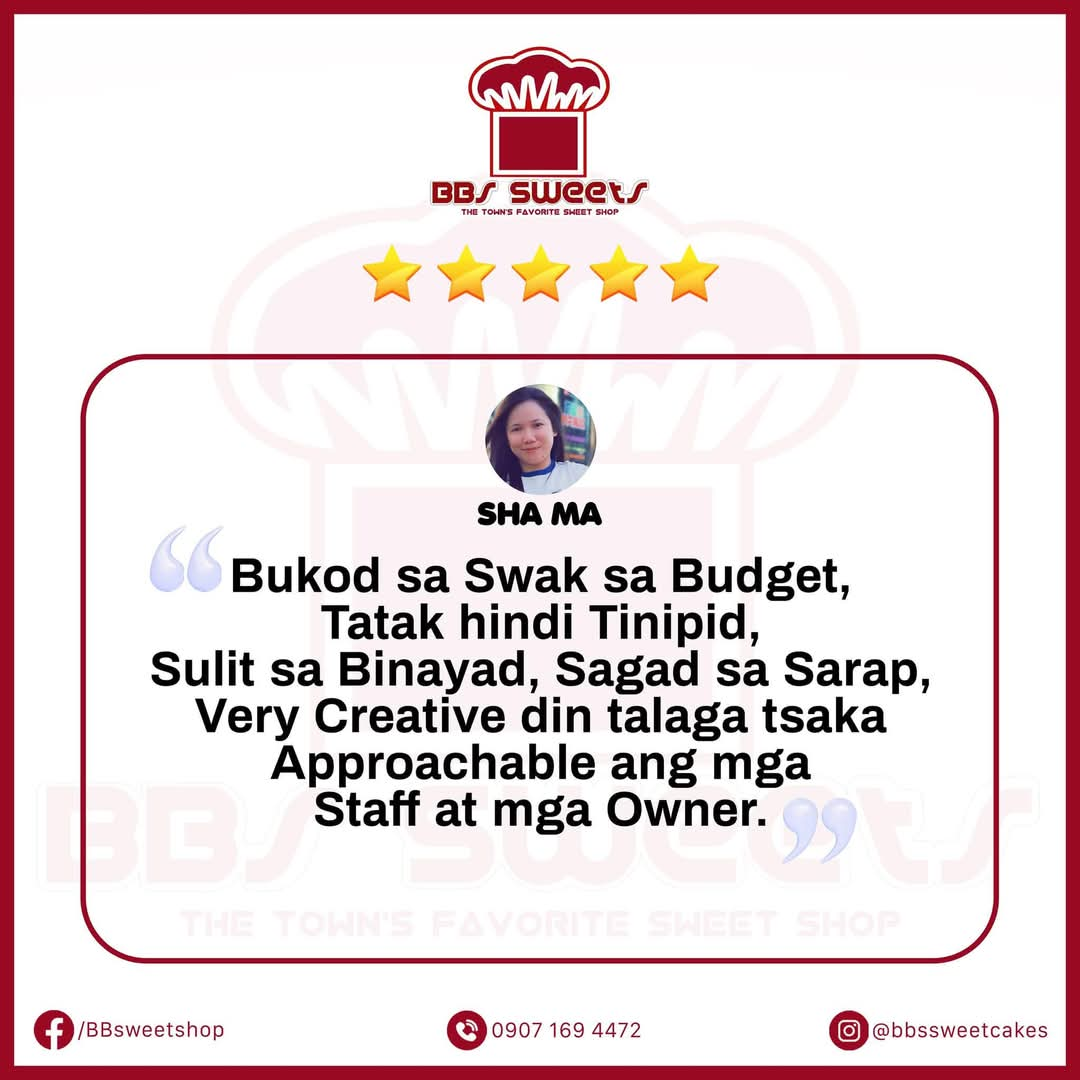 BBS SWEETS
THE TOWN'S FAVORITE SWEET SHOP
SHA MA
“Bukod sa Swak sa Budget,
Tatak hindi Tinipid,
Sulit sa Binayad, Sagad sa Sarap,
Very Creative din talaga tsaka
Approachable ang mga
Staff at mga Owner.”
BBS SWEETS
THE TOWN'S FAVORITE SWEET SHOP
/BBsweetshop
0907 169 4472
@bbssweetcakes